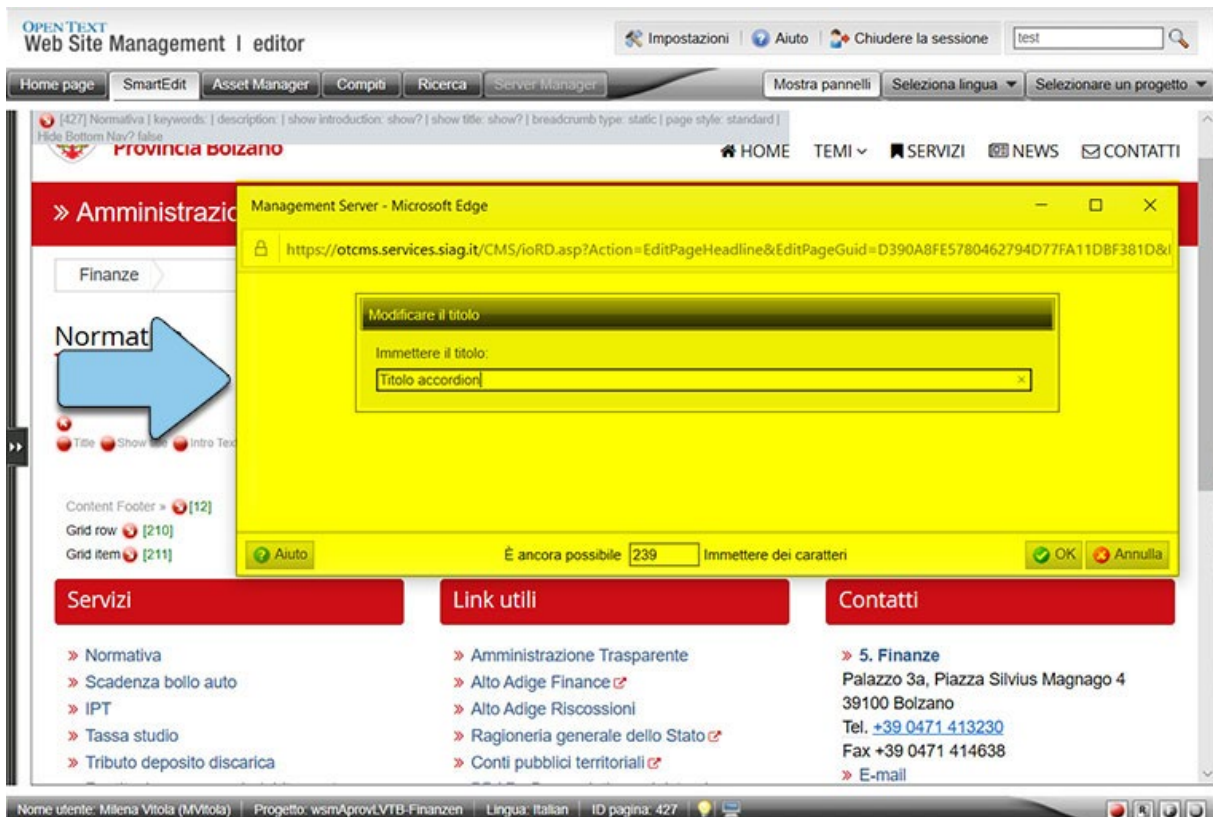 OPEN TEXT
Web Site Management | editor
Impostazioni | Aiuto | Chiudere la sessione
test
Home page SmartEdit Asset Manager Compiti Ricerca Server Manager
Mostra pannelli Seleziona lingua Selezionare un progetto
[427] Normativa | keywords: | description: | show introduction: show? | show title: show? | breadcrumb type: static | page style: standard |
Hide Bottom Nav? false
Provincia Bolzano
HOME TEMI SERVIZI NEWS CONTATTI
» Amministrazio
Management Server - Microsoft Edge
https://otcms.services.siag.it/CMS/ioRD.asp?Action=EditPageHeadline&EditPageGuid=D390A8FE5780462794D77FA11DBF381D&
Finanze
Modificare il titolo
Normat
Immettere il titolo:
Titolo accordion
Title Show Intro Tex
Content Footer » [12]
Grid row [210]
Grid item [211]
Aiuto
È ancora possibile 239 Immettere dei caratteri
OK Annulla
Servizi
» Normativa
» Scadenza bollo auto
» IPT
» Tassa studio
» Tributo deposito discarica
Link utili
» Amministrazione Trasparente
» Alto Adige Finance
» Alto Adige Riscossioni
» Ragioneria generale dello Stato
» Conti pubblici territoriali
Contatti
» 5. Finanze
Palazzo 3a, Piazza Silvius Magnago 4
39100 Bolzano
Tel. +39 0471 413230
Fax +39 0471 414638
» E-mail
Nome utente: Milena Vitola (MVitola) | Progetto: wsmAprovLVTB-Finanzen | Lingua: Italian | ID pagina: 427